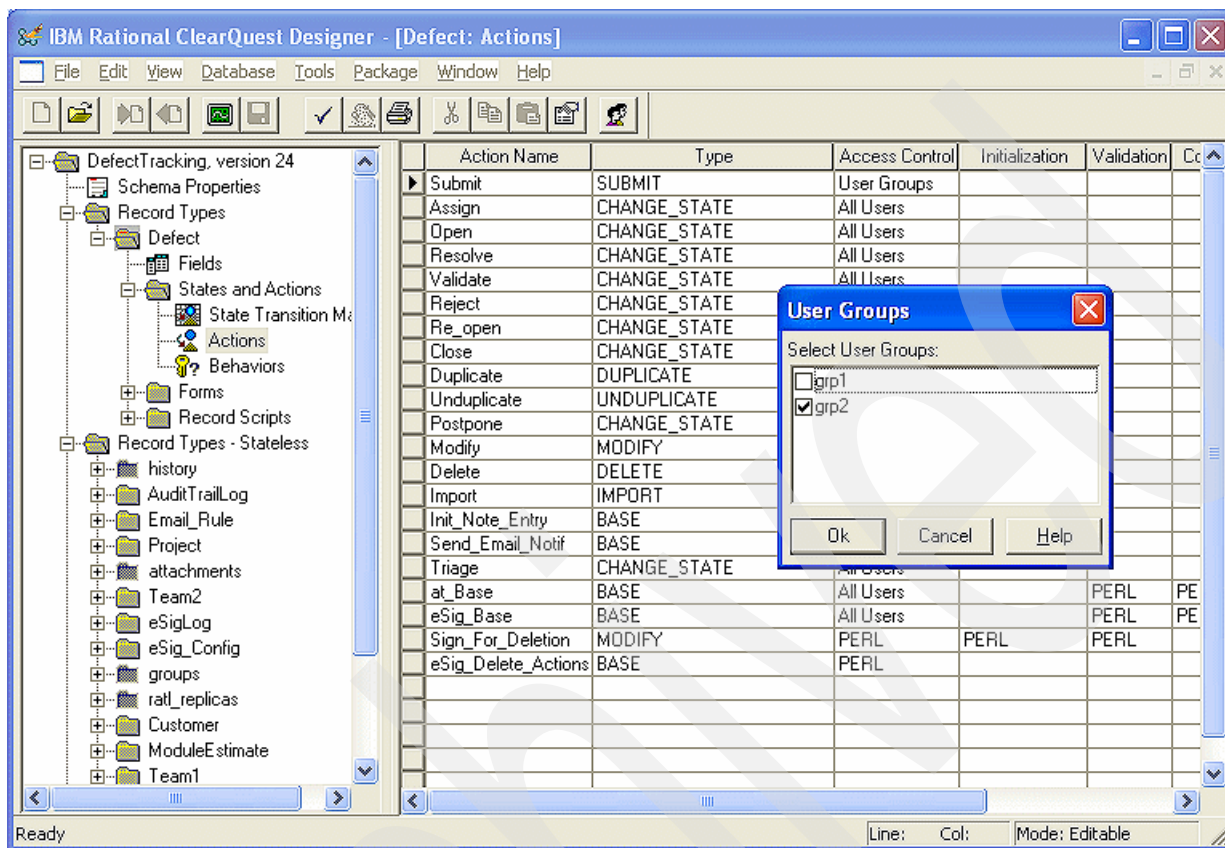 IBM Rational ClearQuest Designer - [Defect: Actions]
File Edit View Database Tools Package Window Help
DefectTracking, version 24
Schema Properties
Record Types
Defect
Fields
States and Actions
State Transition Ma
Actions
Behaviors
Forms
Record Scripts
Record Types - Stateless
history
AuditTrailLog
Email_Rule
Project
attachments
Team2
eSigLog
eSig_Config
groups
ratl_replicas
Customer
ModuleEstimate
Team1
Action Name Type Access Control Initialization Validation Co
Submit SUBMIT User Groups
Assign CHANGE_STATE All Users
Open CHANGE_STATE All Users
Resolve CHANGE_STATE All Users
Validate CHANGE_STATE All Users
Reject CHANGE_STATE
Re_open CHANGE_STATE
Close CHANGE_STATE
Duplicate DUPLICATE
Unduplicate UNDUPLICATE
Postpone CHANGE_STATE
Modify MODIFY
Delete DELETE
Import IMPORT
Init_Note_Entry BASE
Send_Email_Notif BASE
Triage CHANGE_STATE All Users
at_Base BASE All Users PERL PE
eSig_Base BASE All Users PERL PE
Sign_For_Deletion MODIFY PERL PERL PERL
eSig_Delete_Actions BASE PERL
User Groups
Select User Groups:
grp1
grp2
Ok Cancel Help
Ready Line: Col: Mode: Editable